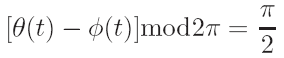 [θ(t) − ϕ(t)]mod2π = π/2